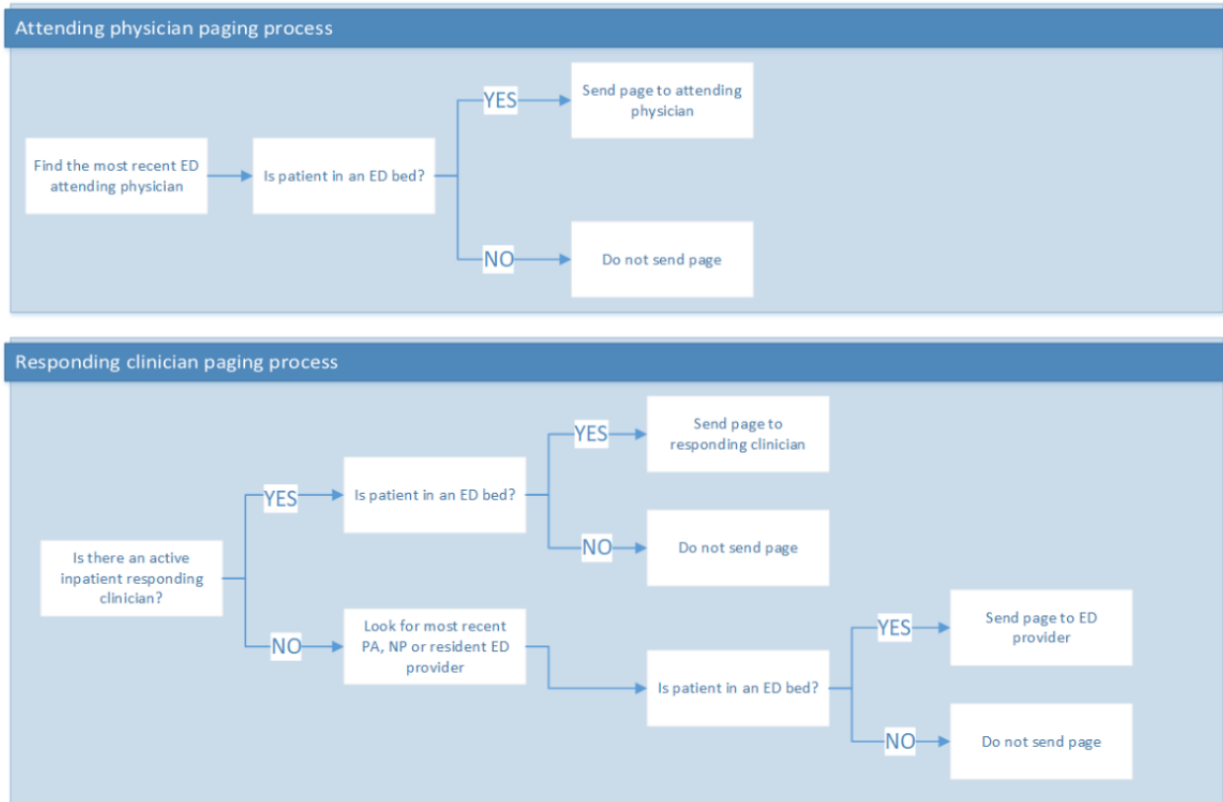 Attending physician paging process
YES
Send page to attending
physician
Find the most recent ED
attending physician
Is patient in an ED bed?
NO
Do not send page
Responding clinician paging process
YES
Send page to
responding clinician
YES
Is patient in an ED bed?
NO
Do not send page
Is there an active
inpatient responding
clinician?
NO
Look for most recent
PA, NP or resident ED
provider
YES
Send page to ED
provider
Is patient in an ED bed?
NO
Do not send page